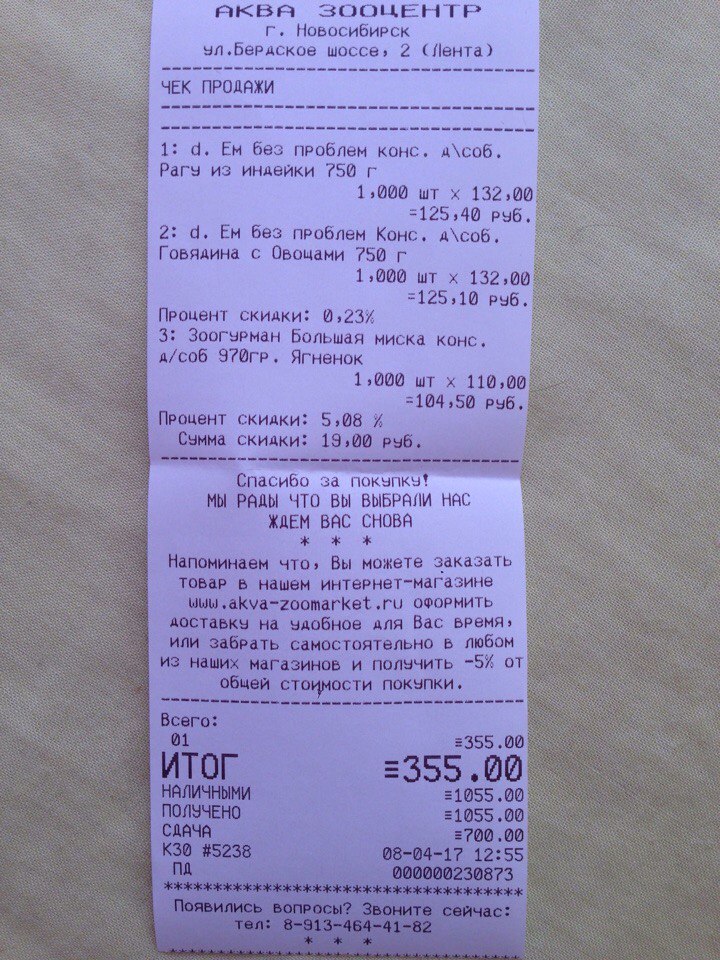 АКВА ЗООЦЕНТР
г. Новосибирск
ул.Бердское шоссе, 2 (Лента)
ЧЕК ПРОДАЖИ
1: d. Ем без проблем конс. д\соб.
Рагу из индейки 750 г
1,000 шт x 132,00
=125,40 руб.
2: d. Ем без проблем Конс. д\соб.
Говядина с Овощами 750 г
1,000 шт x 132,00
=125,10 руб.
Процент скидки: 0,23%
3: Зоогурман Большая миска конс.
д/соб 970гр. Ягненок
1,000 шт x 110,00
=104,50 руб.
Процент скидки: 5,08 %
Сумма скидки: 19,00 руб.
Спасибо за покупку!
МЫ РАДЫ ЧТО ВЫ ВЫБРАЛИ НАС
ЖДЕМ ВАС СНОВА
* * *
Напоминаем что, Вы можете заказать
товар в нашем интернет-магазине
www.akva-zoomarket.ru оформить
доставку на удобное для Вас время,
или забрать самостоятельно в любом
из наших магазинов и получить -5% от
общей стоимости покупки.
Всего:
01 ≡355.00
ИТОГ ≡355.00
НАЛИЧНЫМИ ≡1055.00
ПОЛУЧЕНО ≡1055.00
СДАЧА ≡700.00
К30 #5238 08-04-17 12:55
ПД 000000230873
************************************
Появились вопросы? Звоните сейчас:
тел: 8-913-464-41-82
* * *